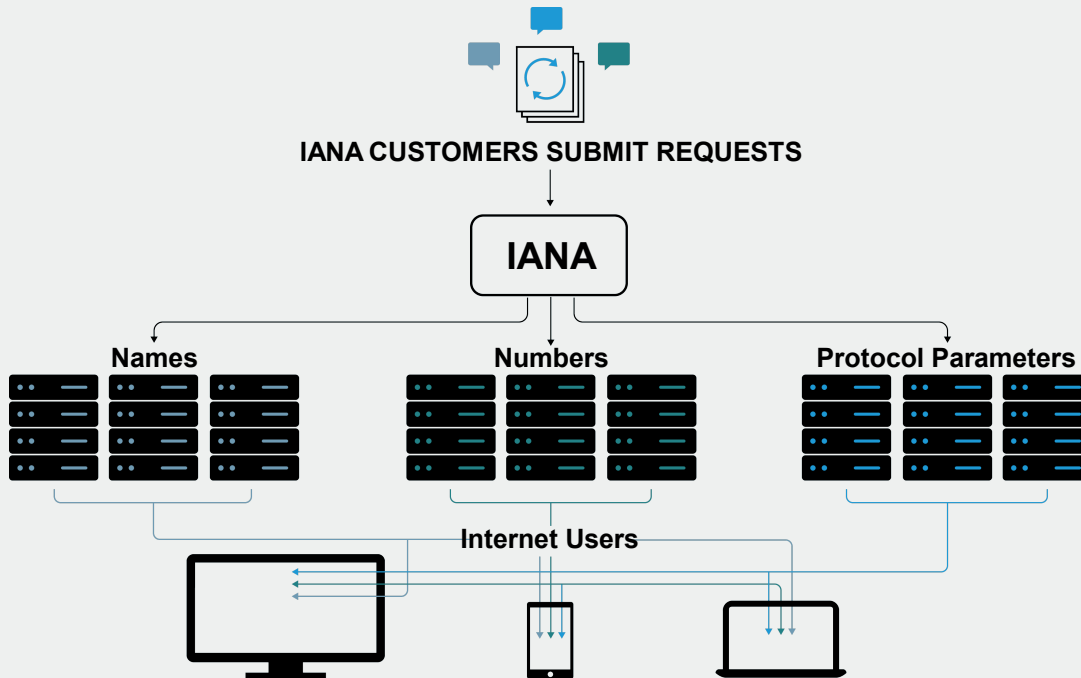 IANA CUSTOMERS SUBMIT REQUESTS
IANA
Names
Numbers
Protocol Parameters
Internet Users